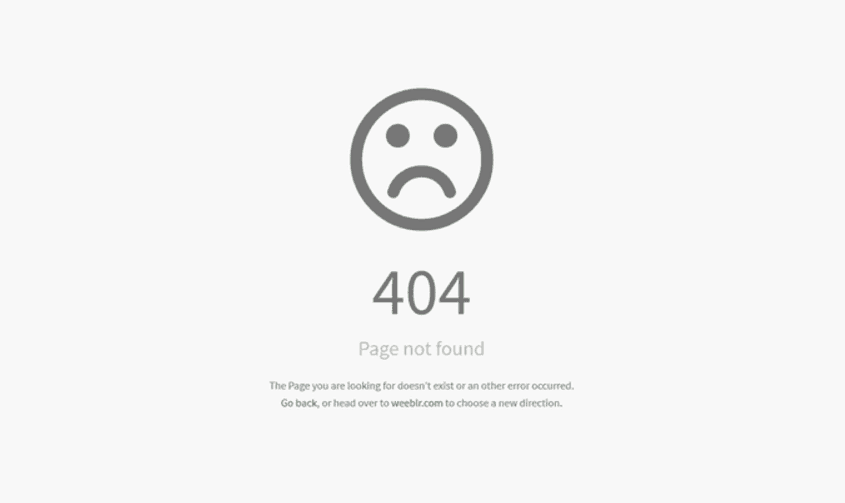 404
Page not found
The Page you are looking for doesn't exist or an other error occurred.
Go back, or head over to weeblr.com to choose a new direction.